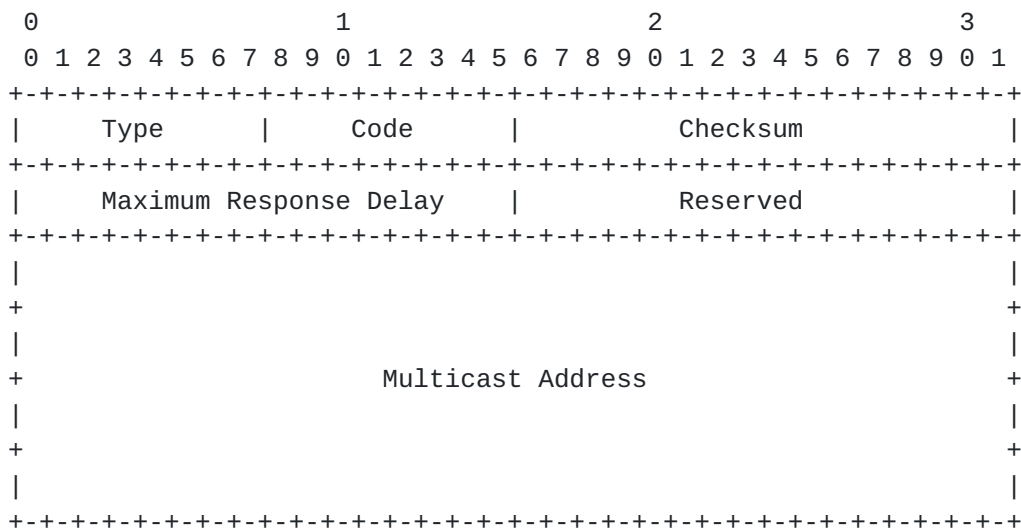 0                   1                   2                   3
 0 1 2 3 4 5 6 7 8 9 0 1 2 3 4 5 6 7 8 9 0 1 2 3 4 5 6 7 8 9 0 1
+-+-+-+-+-+-+-+-+-+-+-+-+-+-+-+-+-+-+-+-+-+-+-+-+-+-+-+-+-+-+-+-+
|     Type      |     Code      |          Checksum             |
+-+-+-+-+-+-+-+-+-+-+-+-+-+-+-+-+-+-+-+-+-+-+-+-+-+-+-+-+-+-+-+-+
|     Maximum Response Delay    |          Reserved             |
+-+-+-+-+-+-+-+-+-+-+-+-+-+-+-+-+-+-+-+-+-+-+-+-+-+-+-+-+-+-+-+-+
|                                                               |
+                                                               +
|                                                               |
+                       Multicast Address                       +
|                                                               |
+                                                               +
|                                                               |
+-+-+-+-+-+-+-+-+-+-+-+-+-+-+-+-+-+-+-+-+-+-+-+-+-+-+-+-+-+-+-+-+